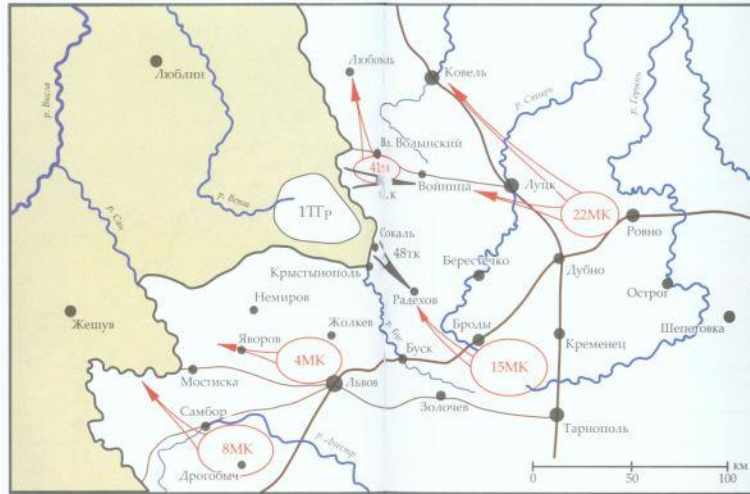 Люблин
Любомль
Ковель
р. Висла
р. Стырь
р. Горынь
Вл. Волынский
Войница
Луцк
22МК
Ровно
р. Сан
1ТГр
Сокаль
48тк
Крыстынополь
Берестечко
Дубно
Острог
Немиров
Радехов
Шепетовка
Жешув
Жолкев
р. Буг
Броды
Кременец
Яворов
4МК
Буск
15МК
Мостиска
Львов
Золочев
Тарнополь
Самбор
р. Днестр
8МК
Дрогобыч
0
50
100
км